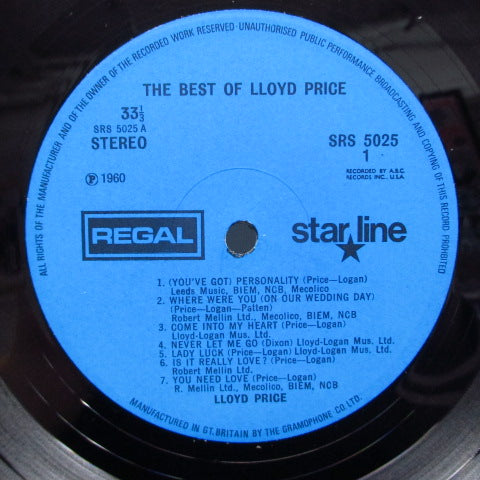 ALL RIGHTS OF THE MANUFACTURER AND OF THE OWNER OF THE RECORDED WORK RESERVED · UNAUTHORISED PUBLIC PERFORMANCE BROADCASTING AND COPYING OF THIS RECORD PROHIBITED
THE BEST OF LLOYD PRICE
33⅓
SRS 5025 A
STEREO
SRS 5025
1
RECORDED BY A.B.C.
RECORDS INC., U.S.A.
℗ 1960
REGAL
star line
1. (YOU'VE GOT) PERSONALITY (Price—Logan)
Leeds Music, BIEM, NCB, Mecolico
2. WHERE WERE YOU (ON OUR WEDDING DAY)
(Price—Logan—Patten)
Robert Mellin Ltd., Mecolico, BIEM, NCB
3. COME INTO MY HEART (Price—Logan)
Lloyd-Logan Mus. Ltd.
4. NEVER LET ME GO (Dixon) Lloyd-Logan Mus. Ltd.
5. LADY LUCK (Price—Logan) Lloyd-Logan Mus. Ltd.
6. IS IT REALLY LOVE? (Price—Logan)
Robert Mellin Ltd.
7. YOU NEED LOVE (Price—Logan)
R. Mellin Ltd., Mecolico, BIEM, NCB
LLOYD PRICE
MANUFACTURED IN GT. BRITAIN BY THE GRAMOPHONE CO. LTD.